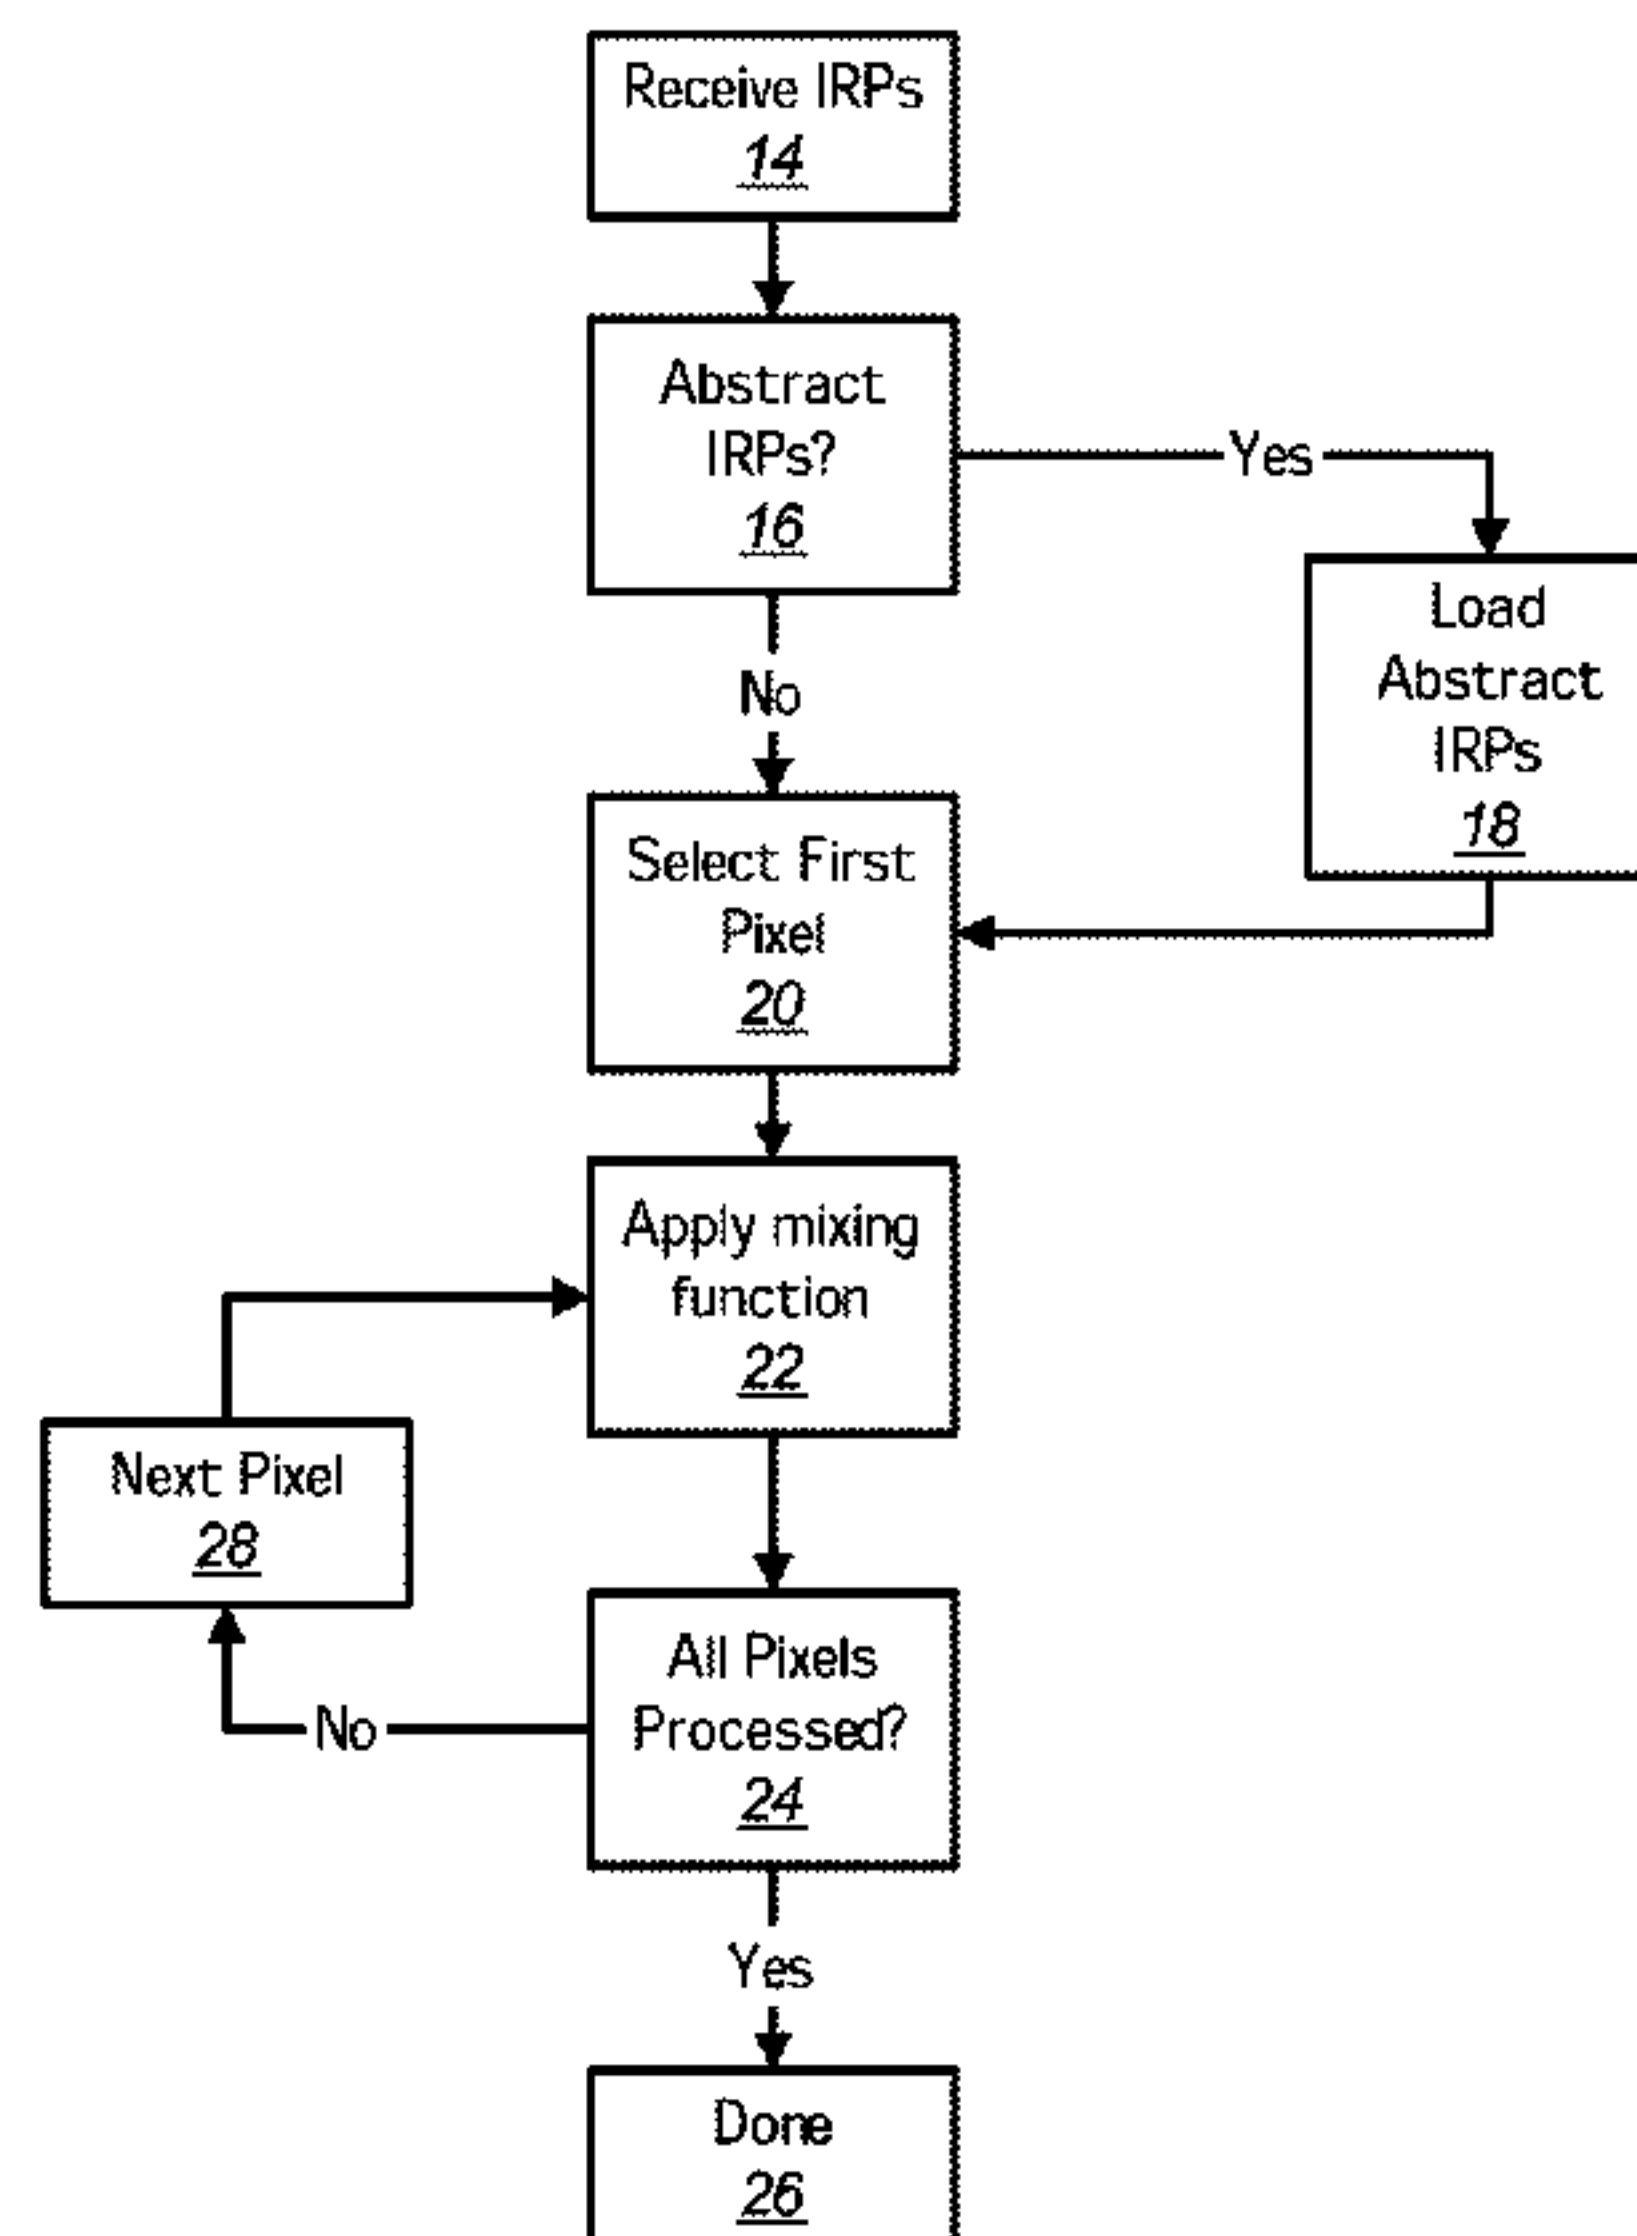 Receive IRPs
14
Abstract
IRPs?
16
Yes
Load
Abstract
IRPs
18
No
Select First
Pixel
20
Apply mixing
function
22
Next Pixel
28
All Pixels
Processed?
24
No
Yes
Done
26